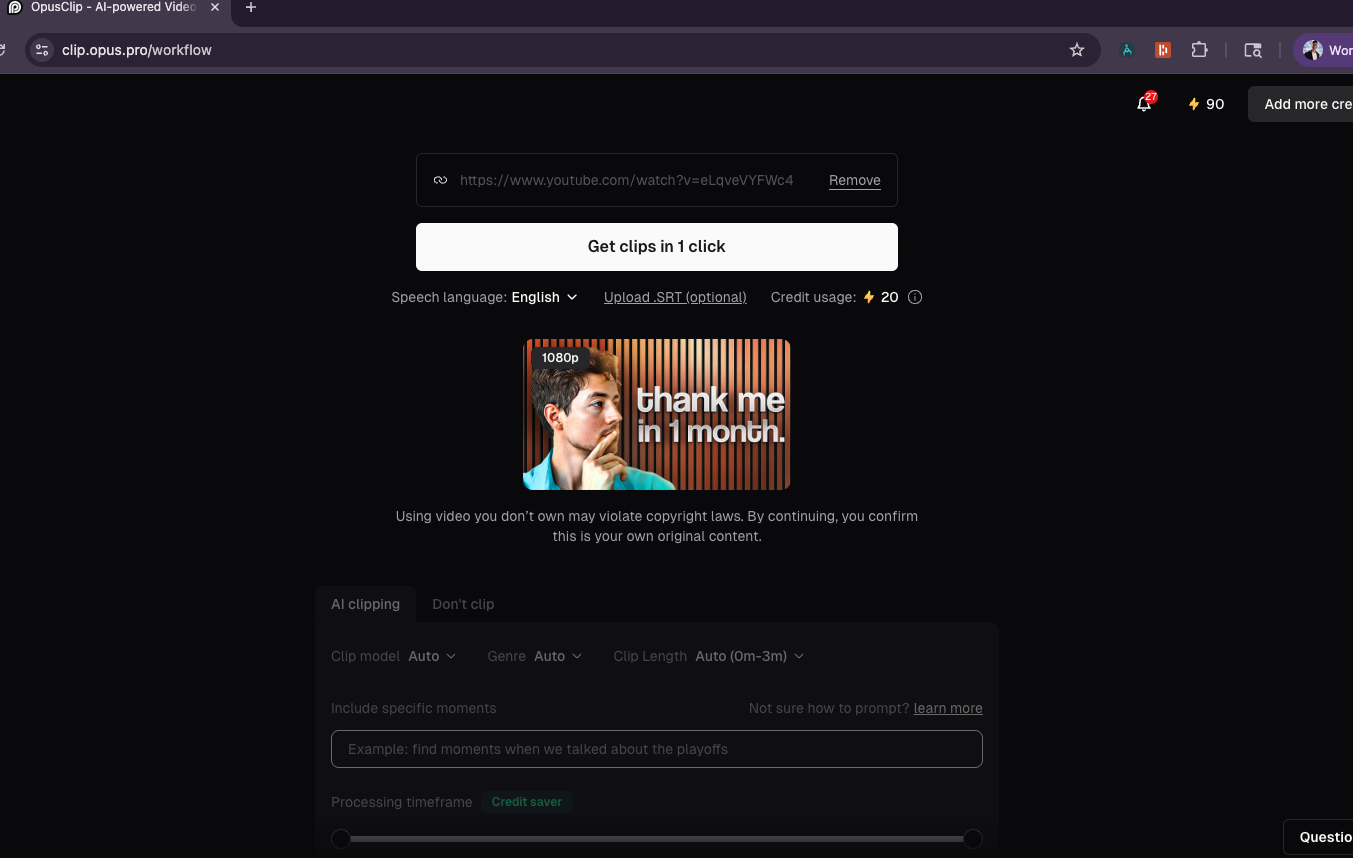 OpusClip - AI-powered Video
clip.opus.pro/workflow
Wor
27
90
Add more cre
https://www.youtube.com/watch?v=eLqveVYFWc4
Remove
Get clips in 1 click
Speech language: English
Upload .SRT (optional)
Credit usage: 20
1080p
thank me
in 1 month.
Using video you don’t own may violate copyright laws. By continuing, you confirm
this is your own original content.
AI clipping
Don't clip
Clip model Auto
Genre Auto
Clip Length Auto (0m-3m)
Include specific moments
Not sure how to prompt? learn more
Example: find moments when we talked about the playoffs
Processing timeframe
Credit saver
Questio